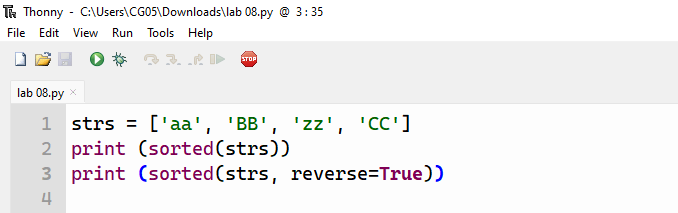 Thonny - C:\Users\CG05\Downloads\lab 08.py @ 3:35
File Edit View Run Tools Help
STOP
lab 08.py ×
1 strs = ['aa', 'BB', 'zz', 'CC']
2 print (sorted(strs))
3 print (sorted(strs, reverse=True))
4